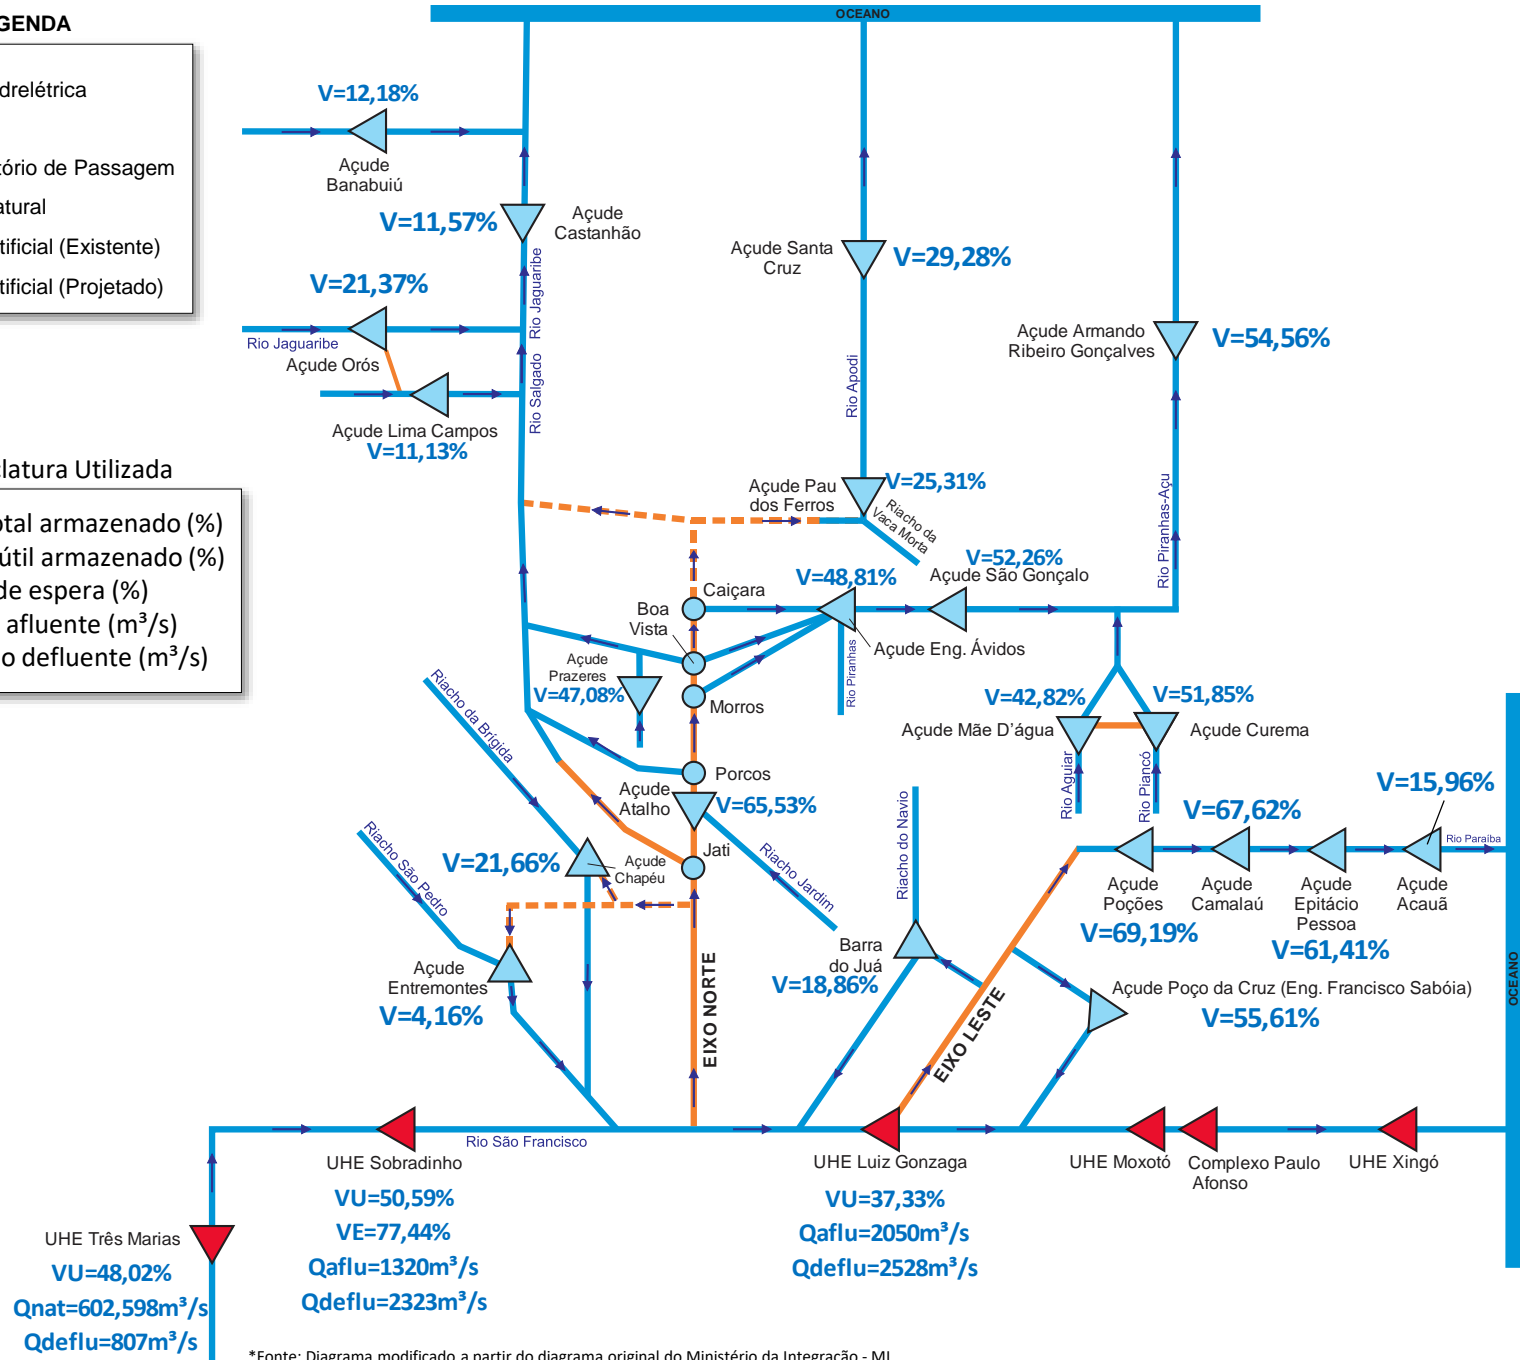 OCEANO
GENDA
drelétrica
tório de Passagem
atural
tificial (Existente)
tificial (Projetado)
V=12,18%
Açude
Banabuiú
V=11,57%
Açude
Castanhão
Rio Jaguaribe
V=21,37%
Rio Jaguaribe
Açude Orós
Rio Salgado
Açude Lima Campos
V=11,13%
Açude Santa
Cruz
V=29,28%
Rio Apodi
Açude Armando
Ribeiro Gonçalves
V=54,56%
Rio Piranhas-Açu
clatura Utilizada
otal armazenado (%)
útil armazenado (%)
de espera (%)
afluente (m³/s)
o defluente (m³/s)
Açude Pau
dos Ferros
V=25,31%
Riacho da
Vaca Morta
V=52,26%
Açude São Gonçalo
V=48,81%
Caiçara
Boa
Vista
Açude Eng. Ávidos
Rio Piranhas
Açude
Prazeres
V=47,08%
Morros
Riacho da Brígida
Porcos
Açude
Atalho
V=65,53%
V=42,82%
V=51,85%
Açude Mãe D'água
Açude Curema
Rio Aguiar
Rio Piancó
V=15,96%
V=67,62%
Rio Paraíba
Riacho São Pedro
V=21,66%
Açude
Chapéu
Jati
Riacho Jardim
Riacho do Navio
Açude
Poções
V=69,19%
Açude
Camalaú
Açude
Epitácio
Pessoa
V=61,41%
Açude
Acauã
Açude
Entremontes
V=4,16%
EIXO NORTE
Barra
do Juá
V=18,86%
EIXO LESTE
Açude Poço da Cruz (Eng. Francisco Sabóia)
V=55,61%
OCEANO
Rio São Francisco
UHE Sobradinho
VU=50,59%
VE=77,44%
Qaflu=1320m³/s
Qdeflu=2323m³/s
UHE Luiz Gonzaga
VU=37,33%
Qaflu=2050m³/s
Qdeflu=2528m³/s
UHE Moxotó
Complexo Paulo
Afonso
UHE Xingó
UHE Três Marias
VU=48,02%
Qnat=602,598m³/s
Qdeflu=807m³/s
*Fonte: Diagrama modificado a partir do diagrama original do Ministério da Integração - MI